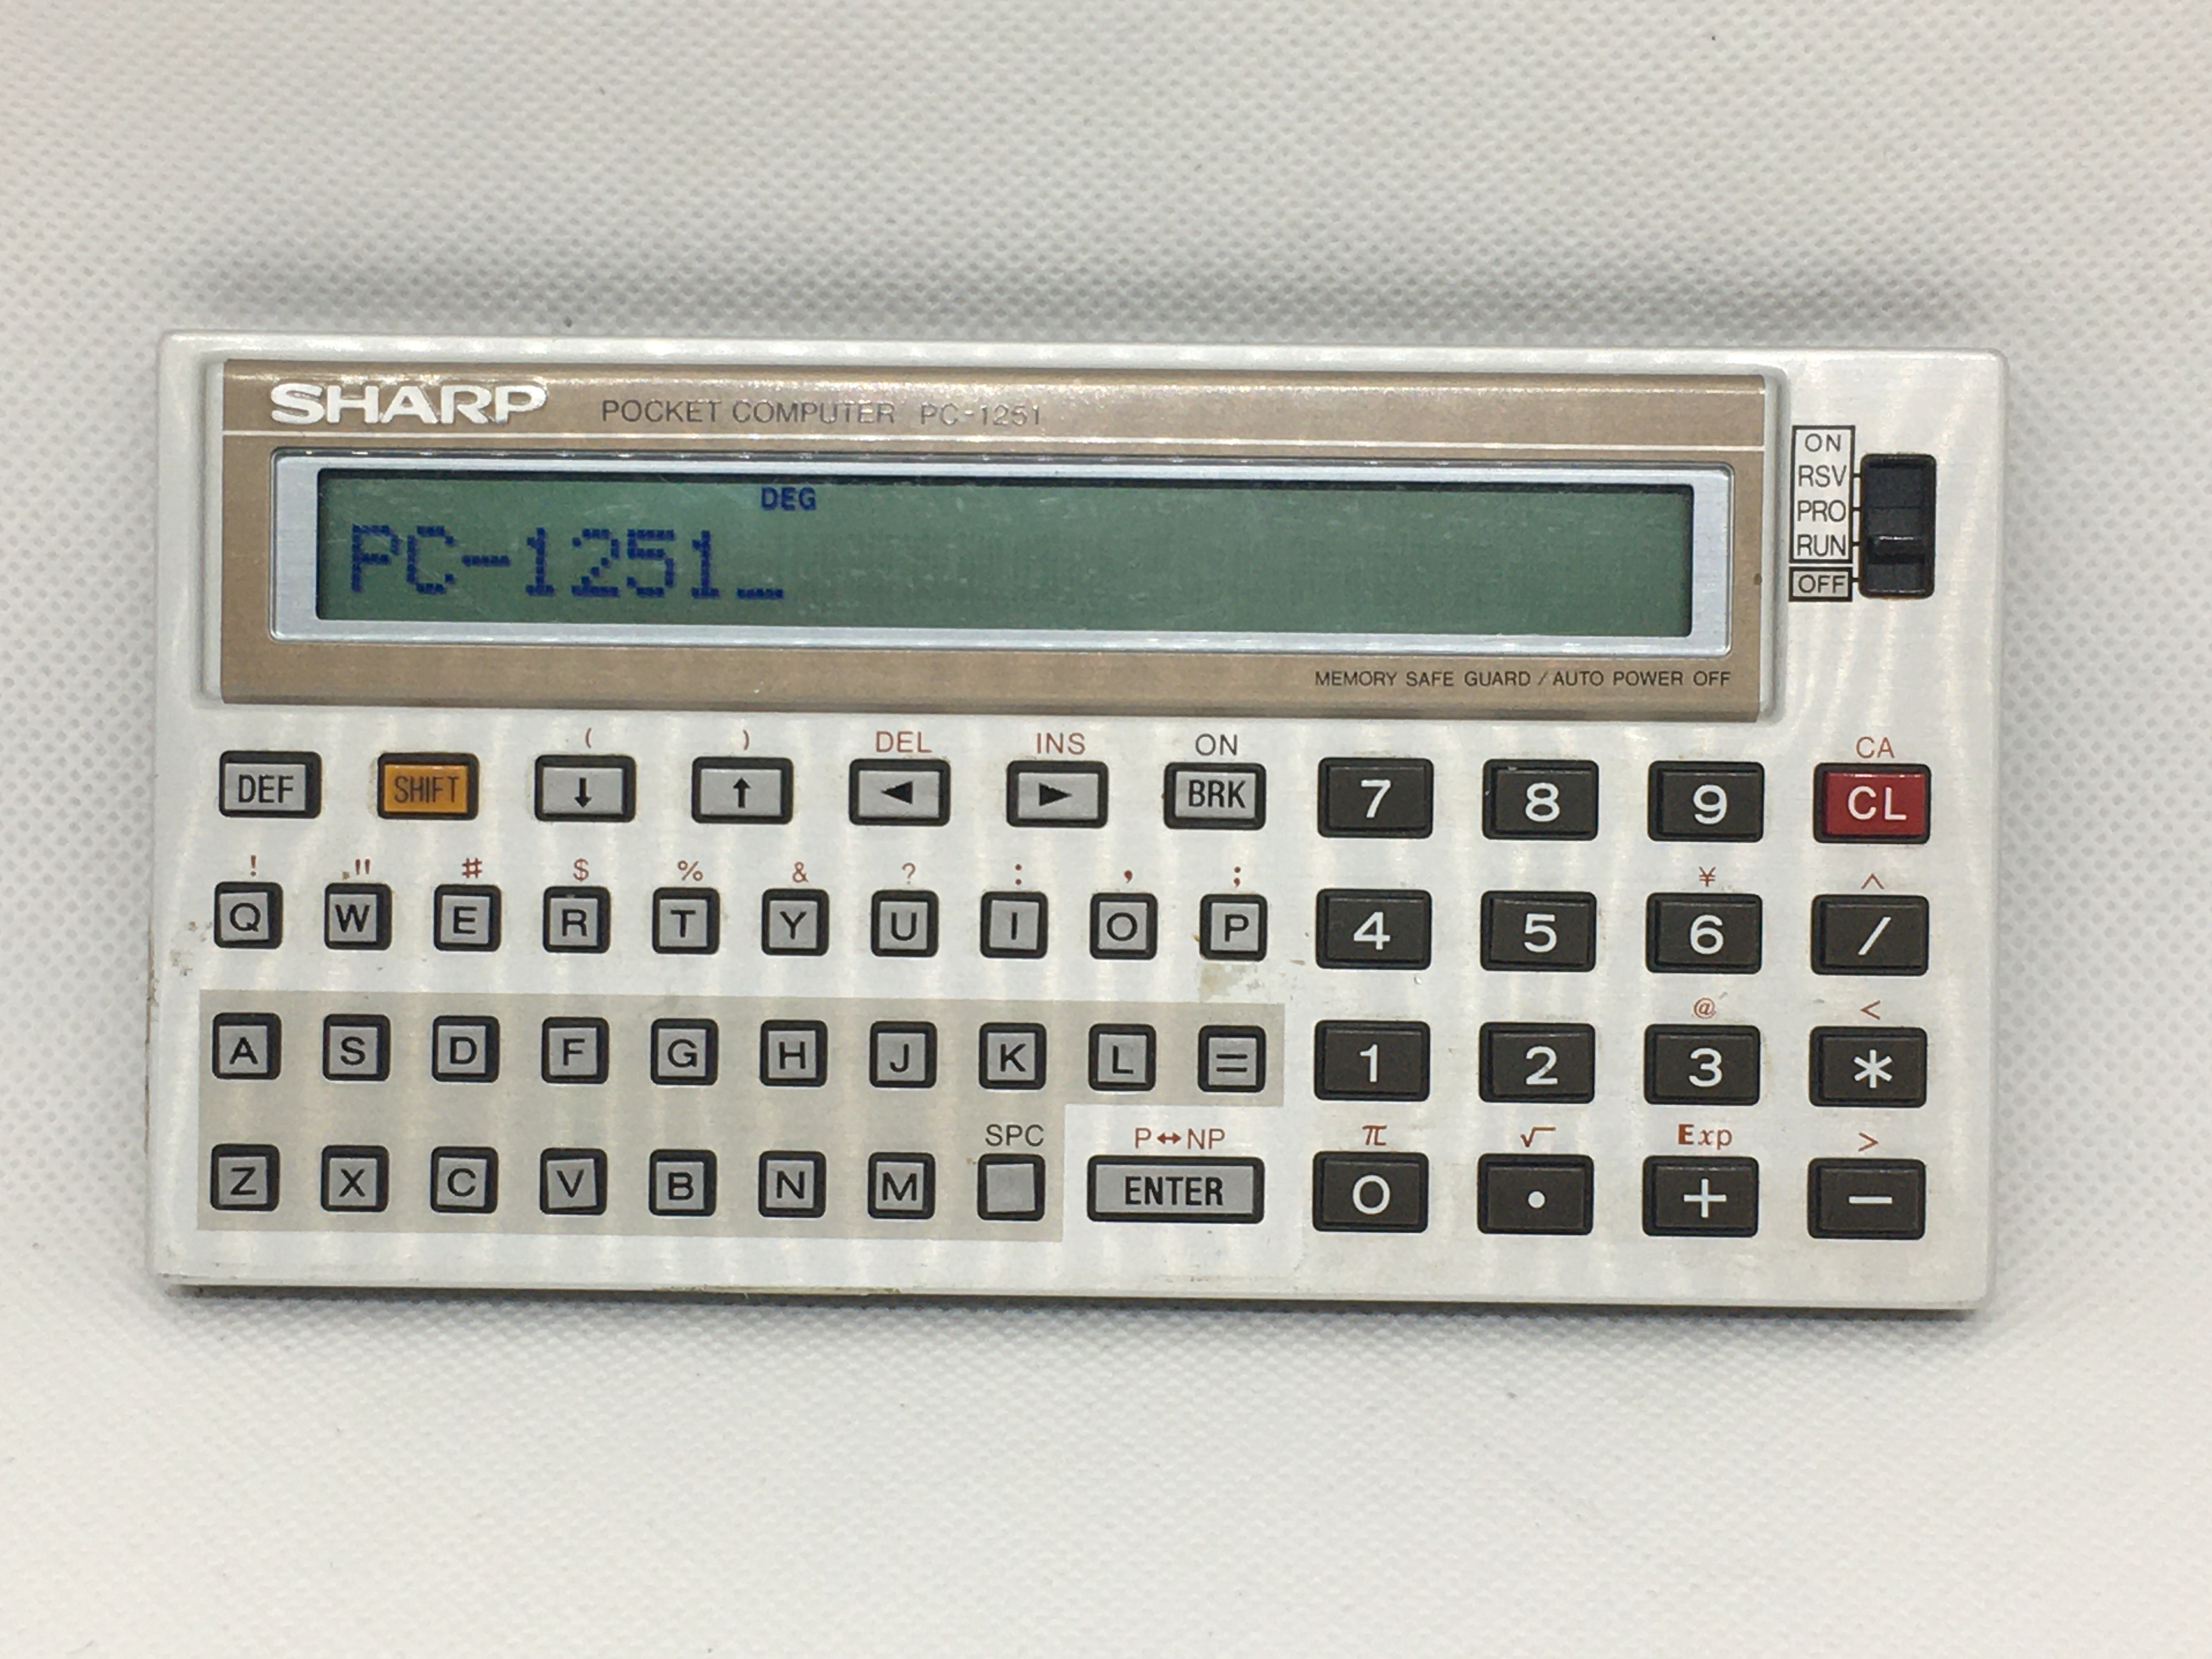 SHARP POCKET COMPUTER PC-1251
DEG
PC-1251_
ON
RSV
PRO
RUN
OFF
MEMORY SAFE GUARD / AUTO POWER OFF
( ) DEL INS ON CA
DEF SHIFT ↓ ↑ ◄ ► BRK 7 8 9 CL
! " # $ % & ? : , ; ¥ ^
Q W E R T Y U I O P 4 5 6 /
@ <
A S D F G H J K L = 1 2 3 *
SPC P↔NP π √ Exp >
Z X C V B N M ENTER 0 . + −